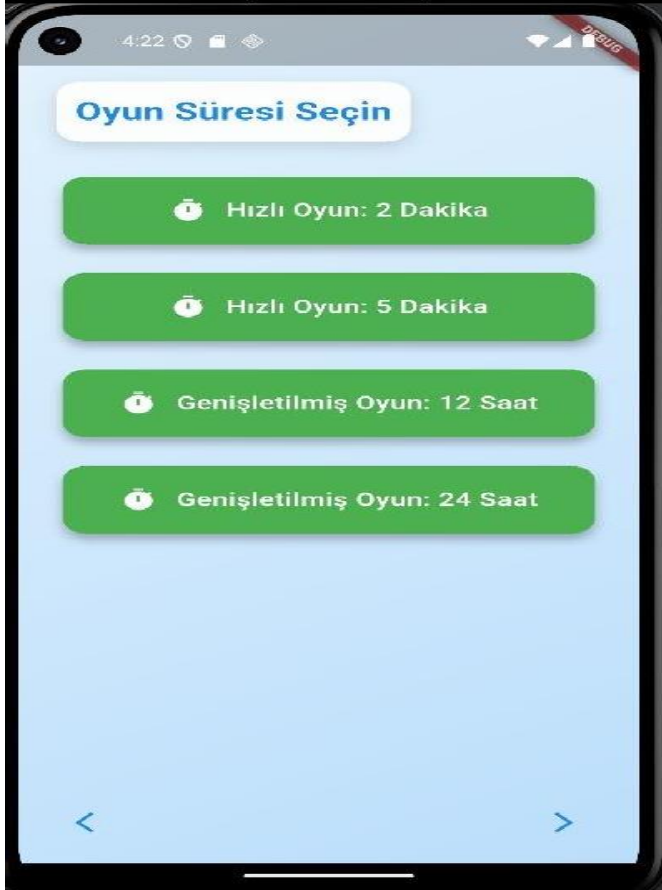 4:22
DEBUG
Oyun Süresi Seçin
Hızlı Oyun: 2 Dakika
Hızlı Oyun: 5 Dakika
Genişletilmiş Oyun: 12 Saat
Genişletilmiş Oyun: 24 Saat
< >